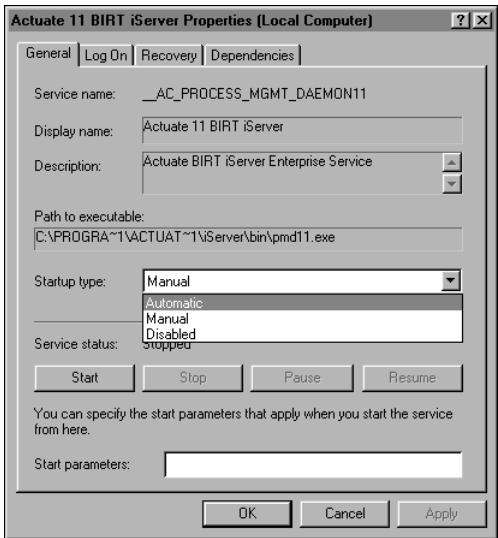 Actuate 11 BIRT iServer Properties (Local Computer)
General Log On Recovery Dependencies
Service name: __AC_PROCESS_MGMT_DAEMON11
Display name: Actuate 11 BIRT iServer
Description: Actuate BIRT iServer Enterprise Service
Path to executable:
C:\PROGRA~1\ACTUAT~1\iServer\bin\pmd11.exe
Startup type: Manual
Automatic
Manual
Disabled
Service status: Stopped
Start Stop Pause Resume
You can specify the start parameters that apply when you start the service
from here.
Start parameters:
OK Cancel Apply